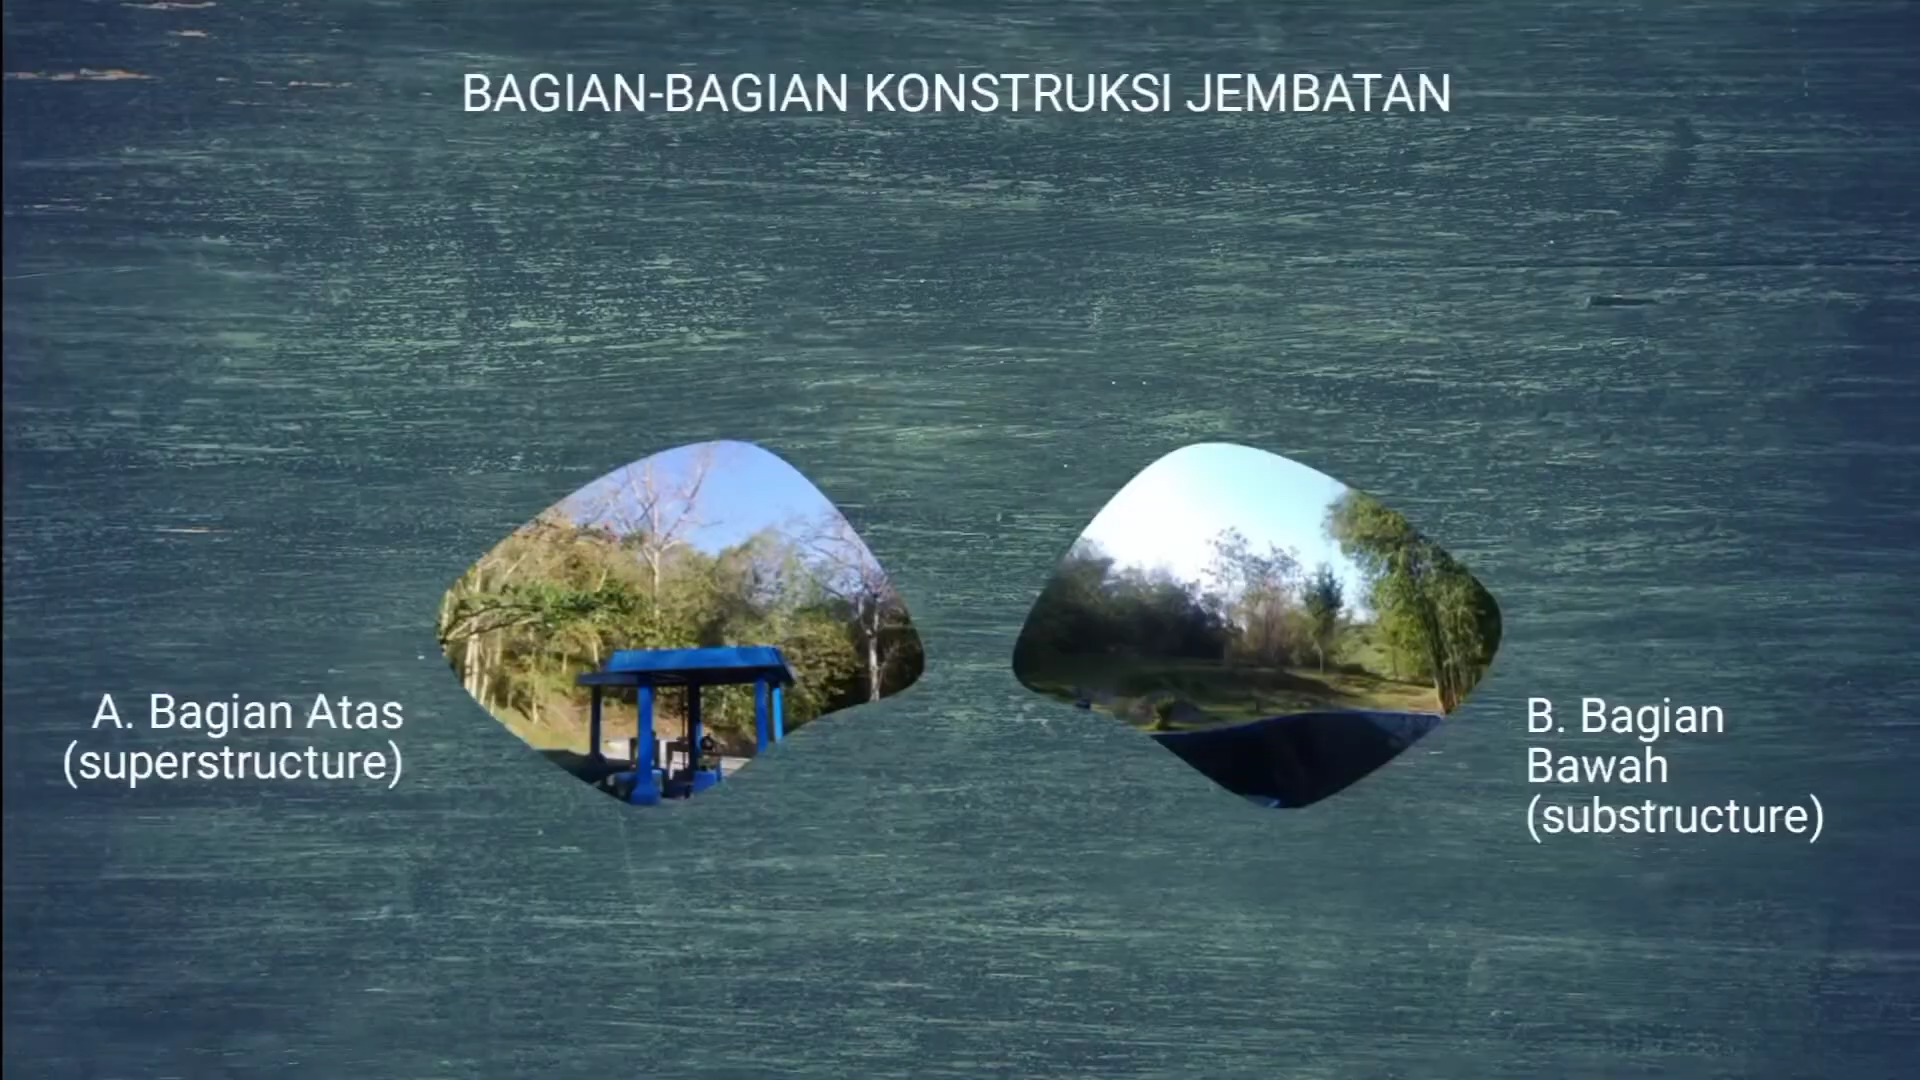 BAGIAN-BAGIAN KONSTRUKSI JEMBATAN
A. Bagian Atas
(superstructure)
B. Bagian
Bawah
(substructure)